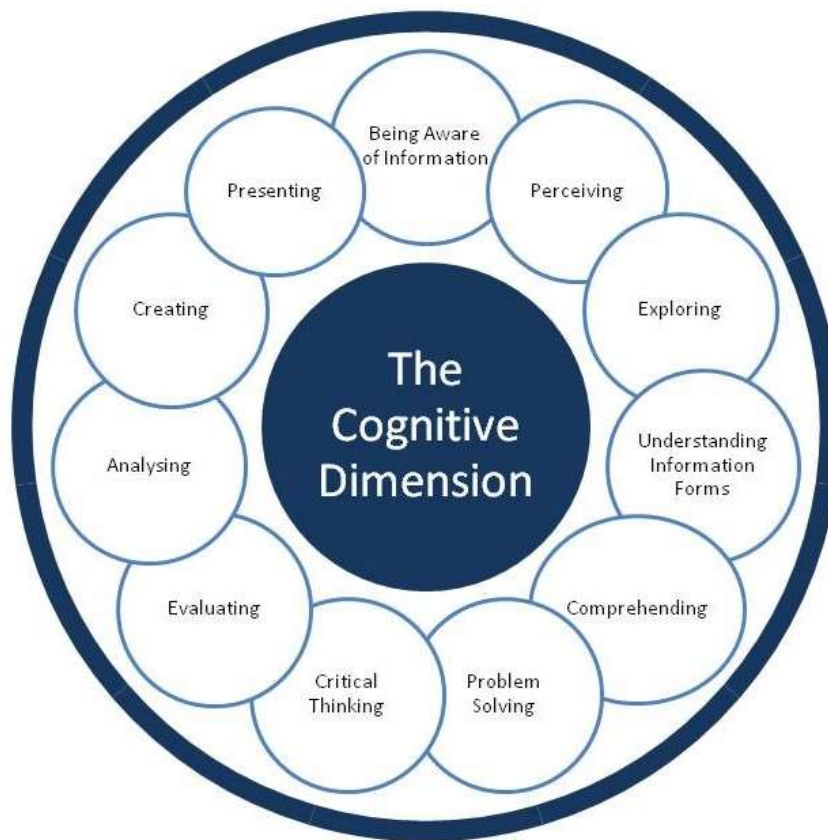 Being Aware
of Information
Perceiving
Exploring
Understanding
Information
Forms
Comprehending
Problem
Solving
Critical
Thinking
Evaluating
Analysing
Creating
Presenting
The
Cognitive
Dimension